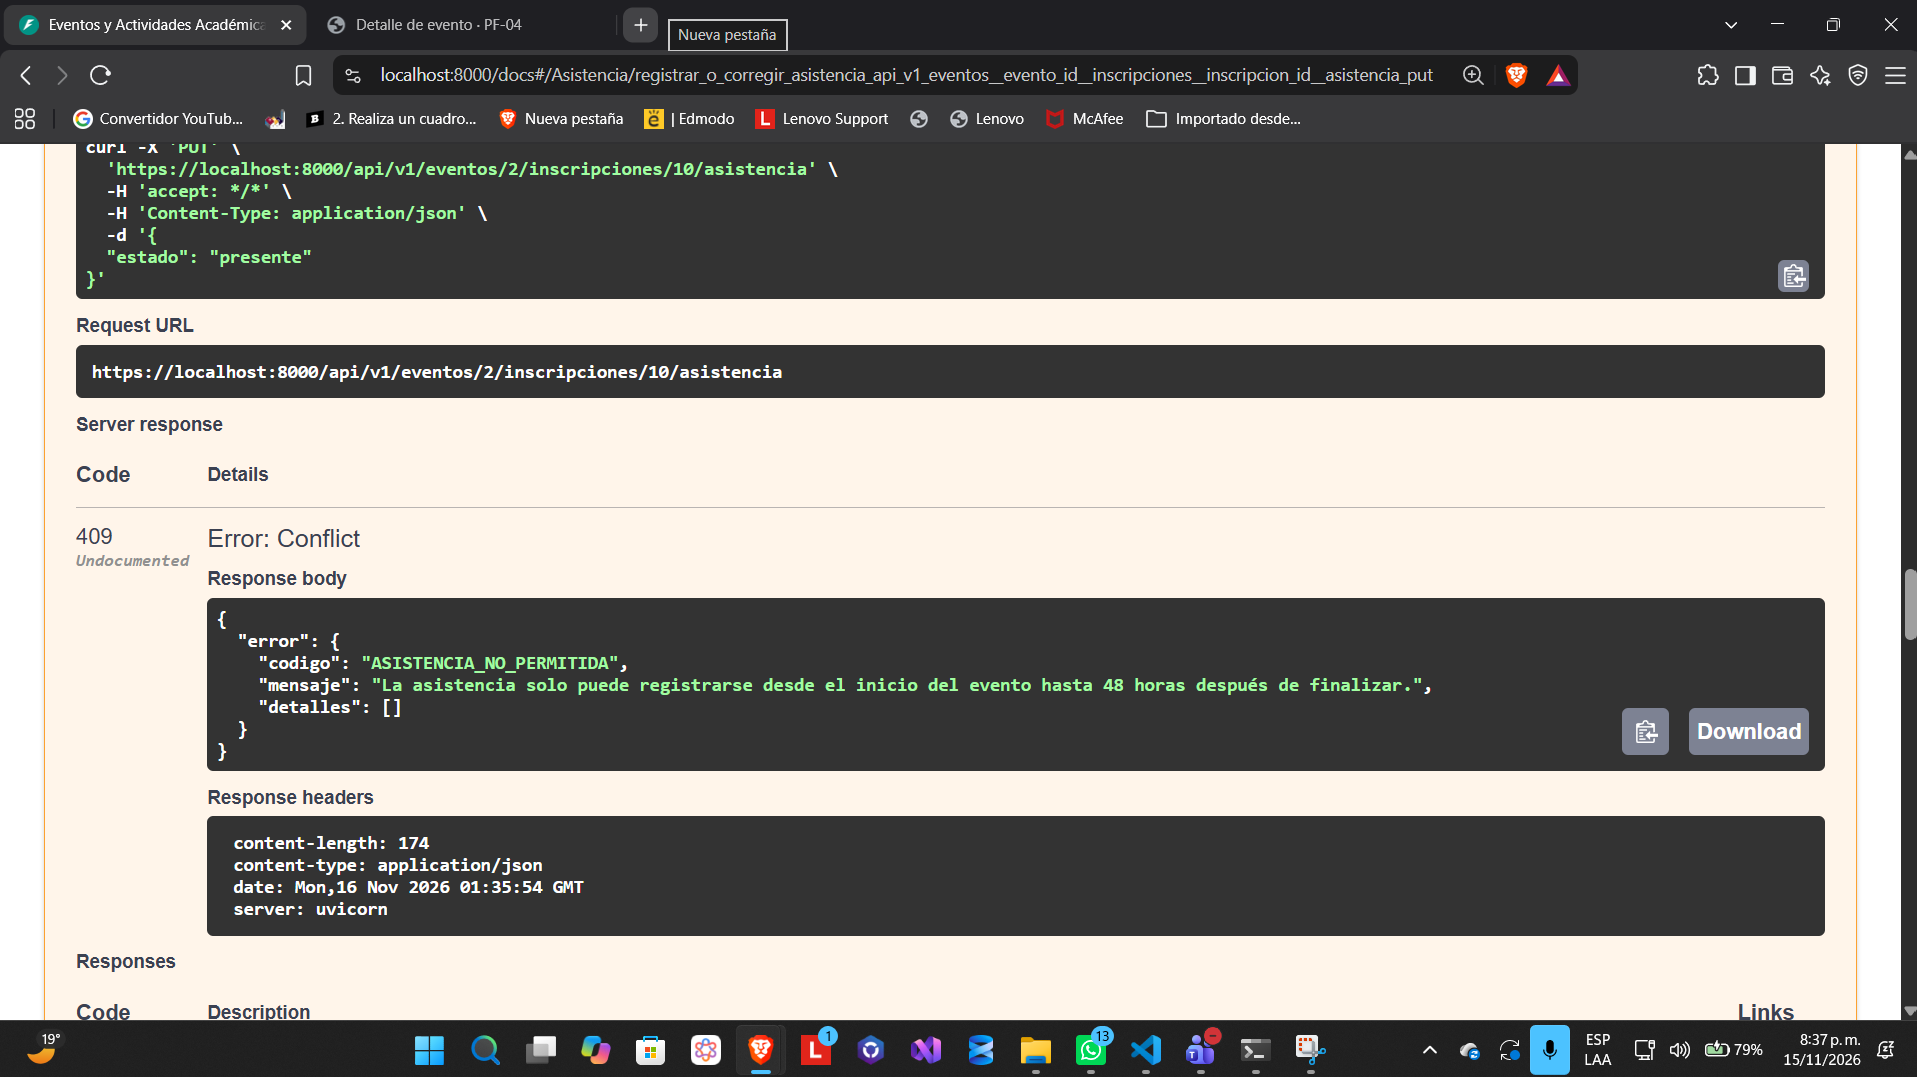 Eventos y Actividades Académica
Detalle de evento · PF-04
Nueva pestaña
localhost:8000/docs#/Asistencia/registrar_o_corregir_asistencia_api_v1_eventos__evento_id__inscripciones__inscripcion_id__asistencia_put
Convertidor YouTub...
2. Realiza un cuadro...
Nueva pestaña
| Edmodo
Lenovo Support
Lenovo
McAfee
Importado desde...
curl -X 'PUT' \
'https://localhost:8000/api/v1/eventos/2/inscripciones/10/asistencia' \
-H 'accept: */*' \
-H 'Content-Type: application/json' \
-d '{
"estado": "presente"
}'
Request URL
https://localhost:8000/api/v1/eventos/2/inscripciones/10/asistencia
Server response
Code Details
409 Error: Conflict
Undocumented
Response body
{
"error": {
"codigo": "ASISTENCIA_NO_PERMITIDA",
"mensaje": "La asistencia solo puede registrarse desde el inicio del evento hasta 48 horas después de finalizar.",
"detalles": []
}
}
Download
Response headers
content-length: 174
content-type: application/json
date: Mon,16 Nov 2026 01:35:54 GMT
server: uvicorn
Responses
Code Description Links
19°
1
13
ESP
LAA
79%
8:37 p. m.
15/11/2026